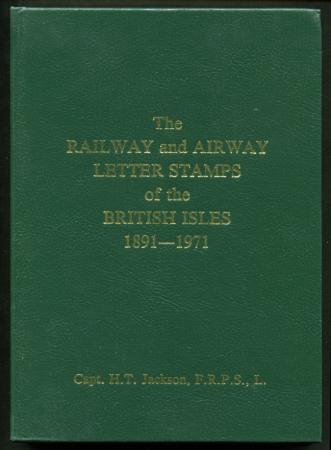 The
RAILWAY and AIRWAY
LETTER STAMPS
of the
BRITISH ISLES
1891—1971
Capt. H.T. Jackson, F.R.P.S., L.